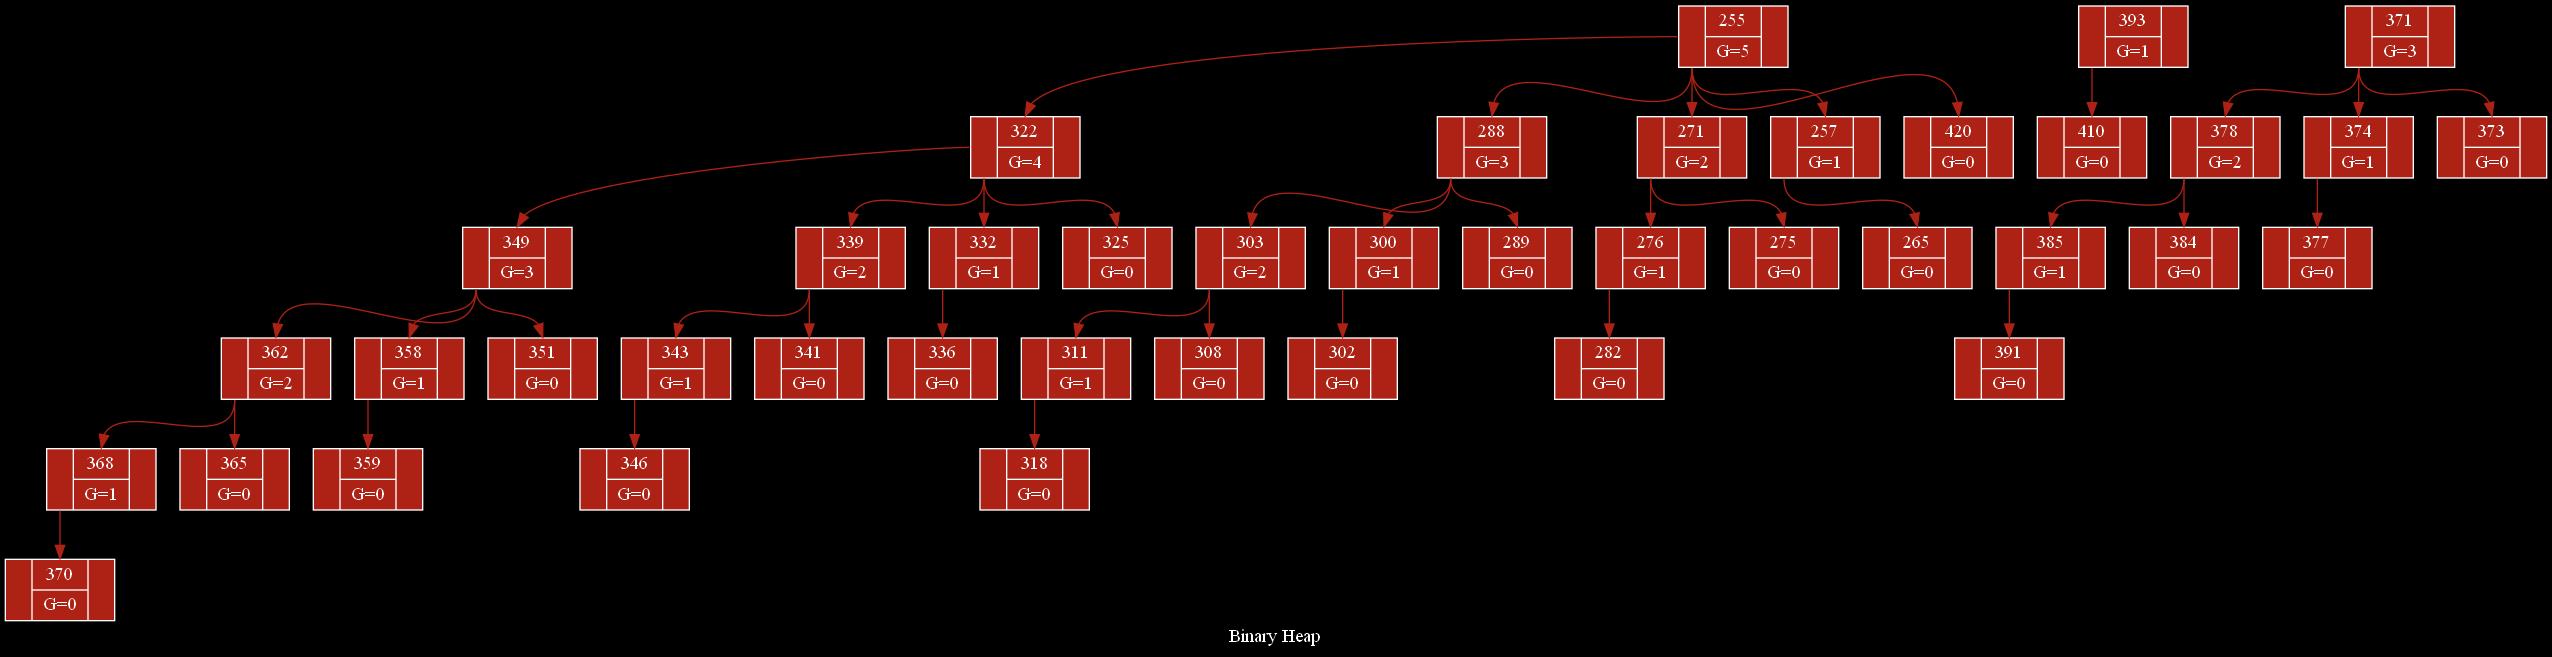 255
G=5
393
G=1
371
G=3
322
G=4
288
G=3
271
G=2
257
G=1
420
G=0
410
G=0
378
G=2
374
G=1
373
G=0
349
G=3
339
G=2
332
G=1
325
G=0
303
G=2
300
G=1
289
G=0
276
G=1
275
G=0
265
G=0
385
G=1
384
G=0
377
G=0
362
G=2
358
G=1
351
G=0
343
G=1
341
G=0
336
G=0
311
G=1
308
G=0
302
G=0
282
G=0
391
G=0
368
G=1
365
G=0
359
G=0
346
G=0
318
G=0
370
G=0
Binary Heap